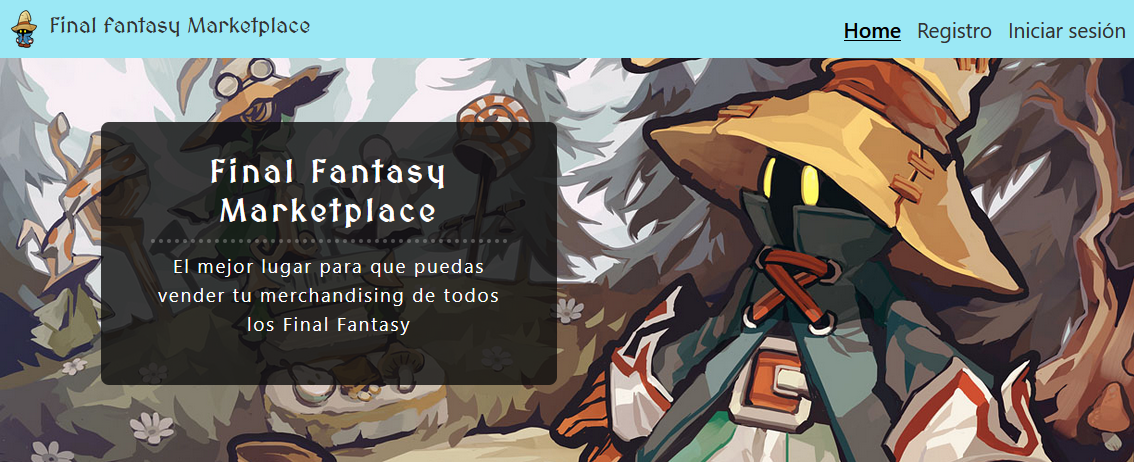 Final Fantasy Marketplace
Home Registro Iniciar sesión
Final Fantasy
Marketplace
El mejor lugar para que puedas
vender tu merchandising de todos
los Final Fantasy